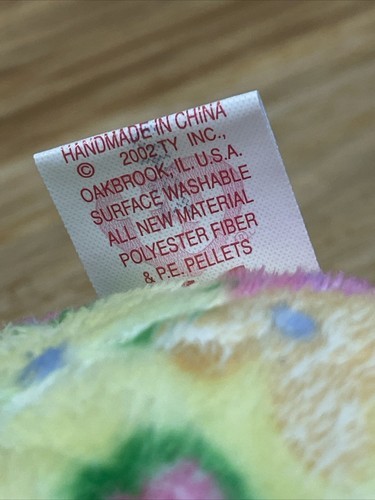 HANDMADE IN CHINA
© 2002 TY INC.,
OAKBROOK, IL. U.S.A.
SURFACE WASHABLE
ALL NEW MATERIAL
POLYESTER FIBER
& P.E. PELLETS